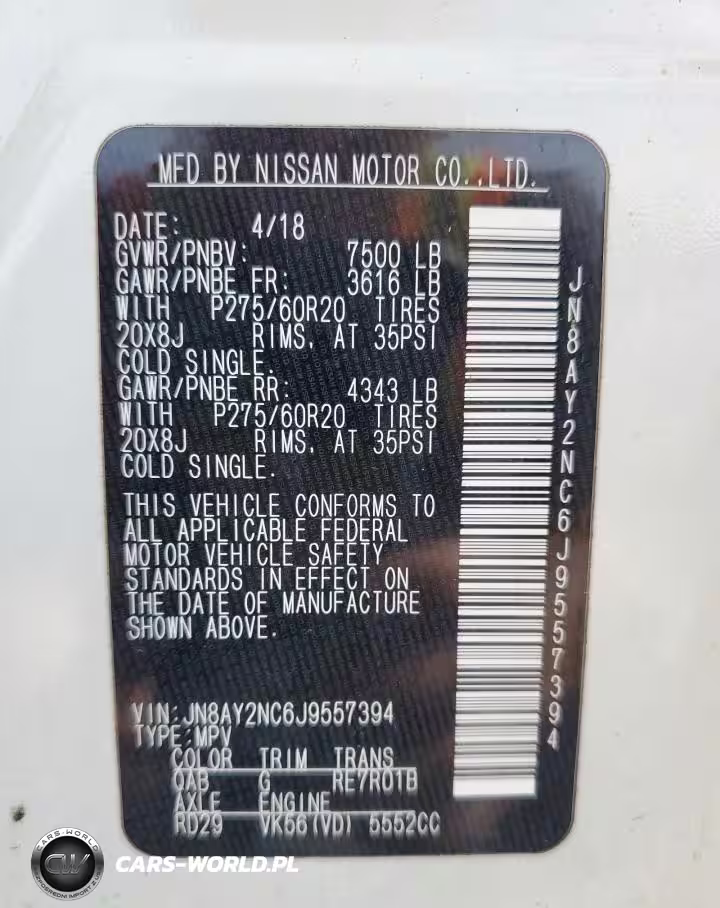 MFD BY NISSAN MOTOR CO.,LTD.
DATE: 4/18
GVWR/PNBV: 7500 LB
GAWR/PNBE FR: 3616 LB
WITH P275/60R20 TIRES
20X8J RIMS, AT 35PSI
COLD SINGLE.
GAWR/PNBE RR: 4343 LB
WITH P275/60R20 TIRES
20X8J RIMS, AT 35PSI
COLD SINGLE.
THIS VEHICLE CONFORMS TO
ALL APPLICABLE FEDERAL
MOTOR VEHICLE SAFETY
STANDARDS IN EFFECT ON
THE DATE OF MANUFACTURE
SHOWN ABOVE.
VIN:JN8AY2NC6J9557394
TYPE:MPV
COLOR TRIM TRANS
QAB G RE7R01B
AXLE ENGINE
RD29 VK56(VD) 5552CC
JN8AY2NC6J9557394
CARS-WORLD
CW
CARS-WORLD.PL